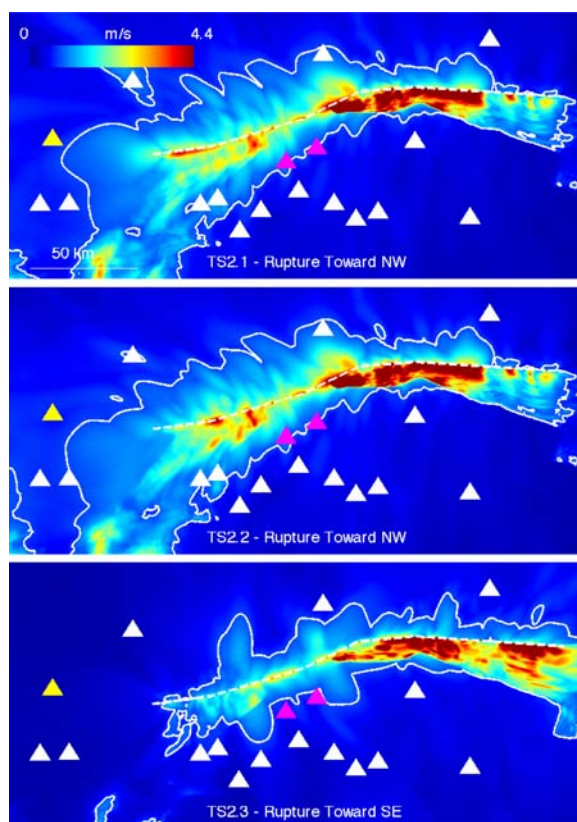 0 m/s 4.4
50 km
TS2.1 - Rupture Toward NW
TS2.2 - Rupture Toward NW
TS2.3 - Rupture Toward SE